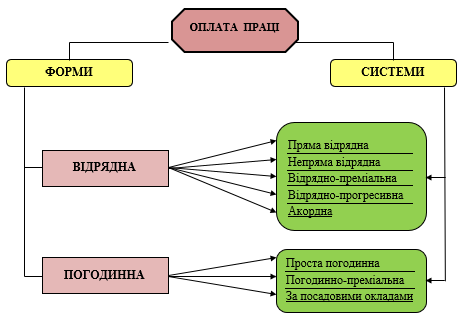 ОПЛАТА ПРАЦІ
ФОРМИ
СИСТЕМИ
ВІДРЯДНА
Пряма відрядна
Непряма відрядна
Відрядно-преміальна
Відрядно-прогресивна
Акордна
ПОГОДИННА
Проста погодинна
Погодинно-преміальна
За посадовими окладами